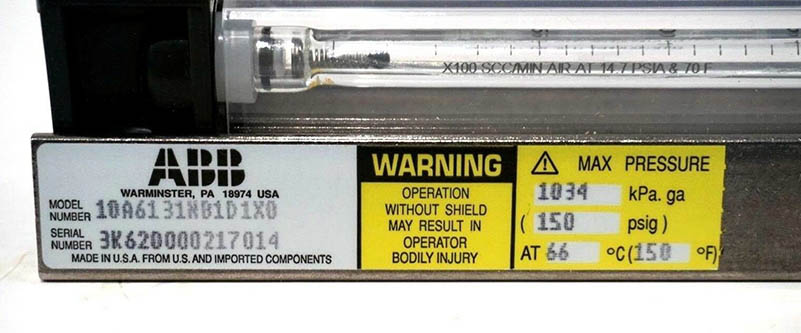 X100 SCC/MIN AIR AT 14.7 PSIA & 70 F
ABB
WARMINSTER, PA 18974 USA
MODEL NUMBER 10A6131NB1D1X0
SERIAL NUMBER 3K620000217014
MADE IN U.S.A. FROM U.S. AND IMPORTED COMPONENTS
WARNING
OPERATION
WITHOUT SHIELD
MAY RESULT IN
OPERATOR
BODILY INJURY
⚠ MAX PRESSURE
1034 kPa. ga
( 150 psig )
AT 66 °C ( 150 °F)